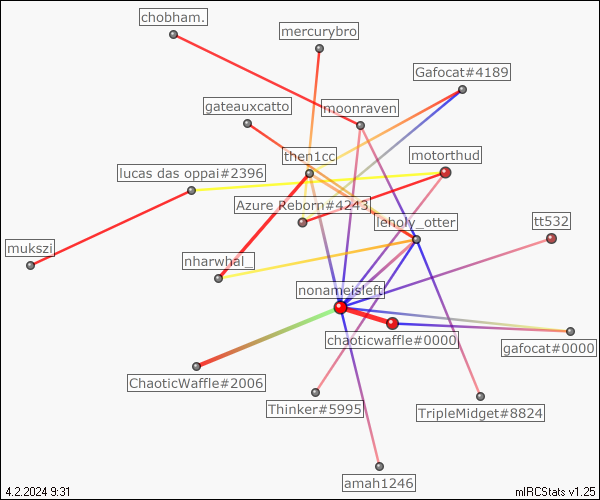 chobham.
mercurybro
Gafocat#4189
gateauxcatto
moonraven
then1cc
motorthud
lucas das oppai#2396
Azure Reborn#4243
leholy_otter
tt532
mukszi
nharwhal_
nonameisleft
chaoticwaffle#0000
gafocat#0000
ChaoticWaffle#2006
Thinker#5995
TripleMidget#8824
amah1246
4.2.2024 9:31
mIRCStats v1.25